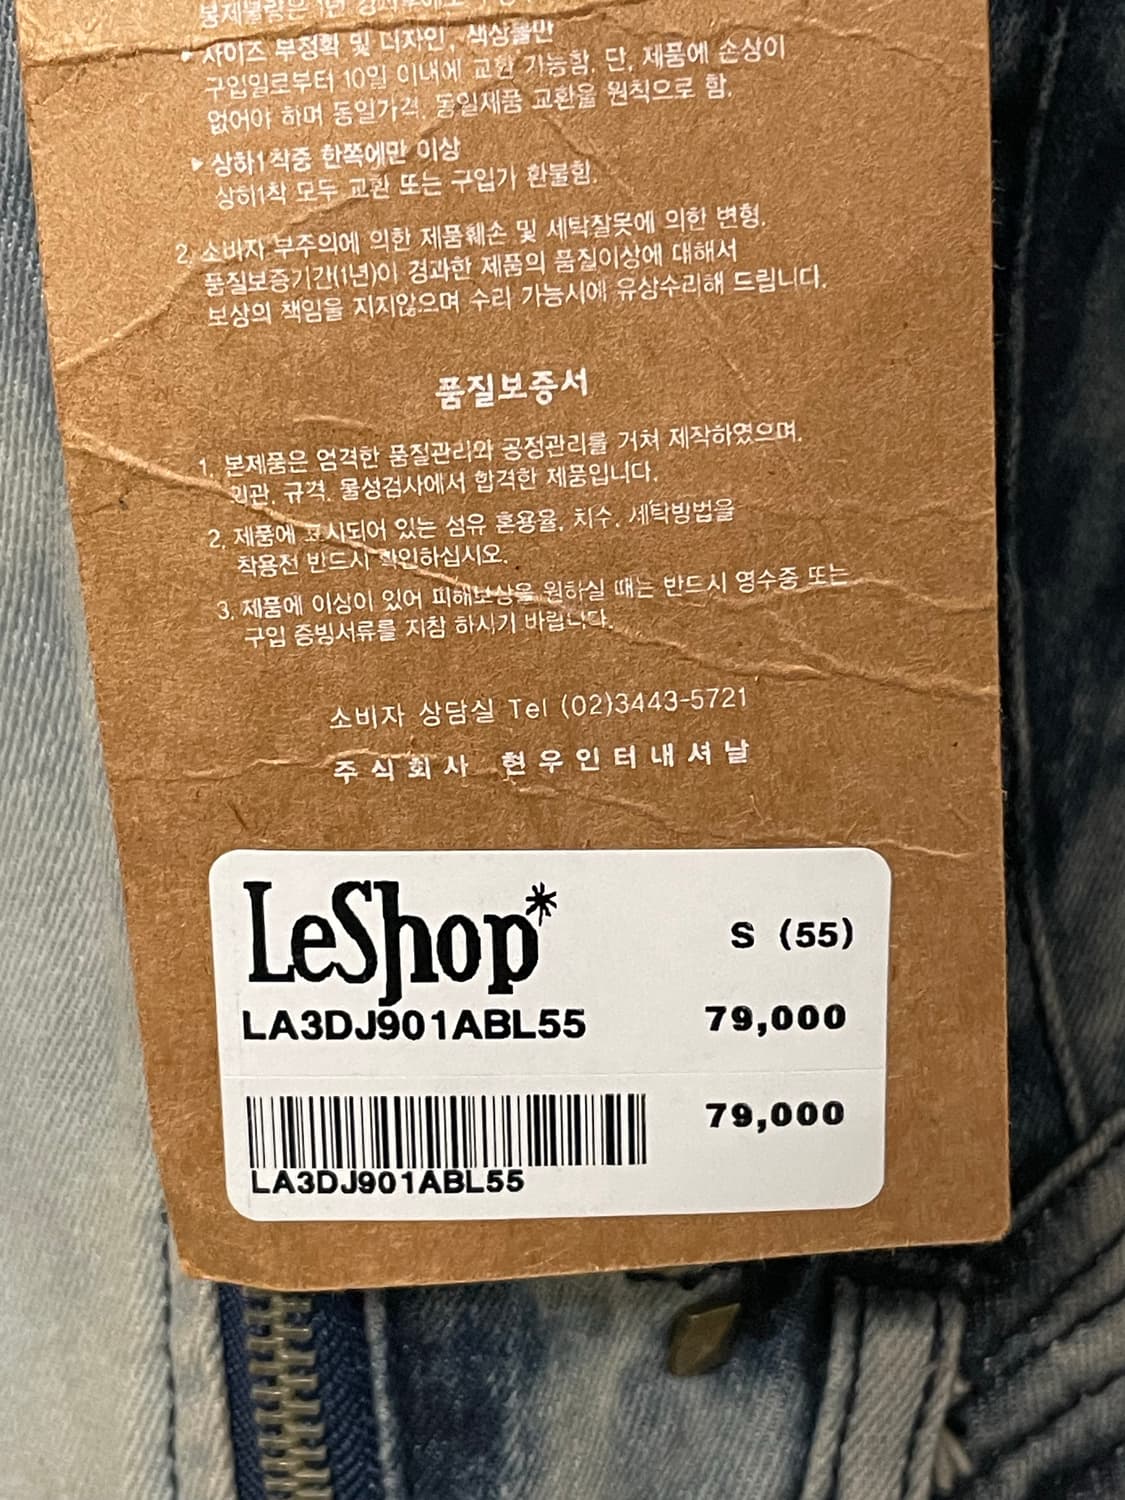 봉제불량은 1년
▸ 사이즈 부정확 및 디자인, 색상불만
구입일로부터 10일 이내에 교환 가능함. 단, 제품에 손상이
없어야 하며 동일가격, 동일제품 교환을 원칙으로 함.
▸ 상하1착중 한쪽에만 이상
상하1착 모두 교환 또는 구입가 환불함.
2. 소비자 부주의에 의한 제품훼손 및 세탁잘못에 의한 변형,
품질보증기간(1년)이 경과한 제품의 품질이상에 대해서
보상의 책임을 지지않으며 수리 가능시에 유상수리해 드립니다.
품질보증서
1. 본제품은 엄격한 품질관리와 공정관리를 거쳐 제작하였으며,
외관, 규격, 물성검사에서 합격한 제품입니다.
2. 제품에 표시되어 있는 섬유 혼용율, 치수, 세탁방법을
착용전 반드시 확인하십시오.
3. 제품에 이상이 있어 피해보상을 원하실 때는 반드시 영수증 또는
구입 증빙서류를 지참 하시기 바랍니다.
소비자 상담실 Tel (02)3443-5721
주식회사 현우인터내셔날
LeShop*
S (55)
LA3DJ901ABL55 79,000
79,000
LA3DJ901ABL55